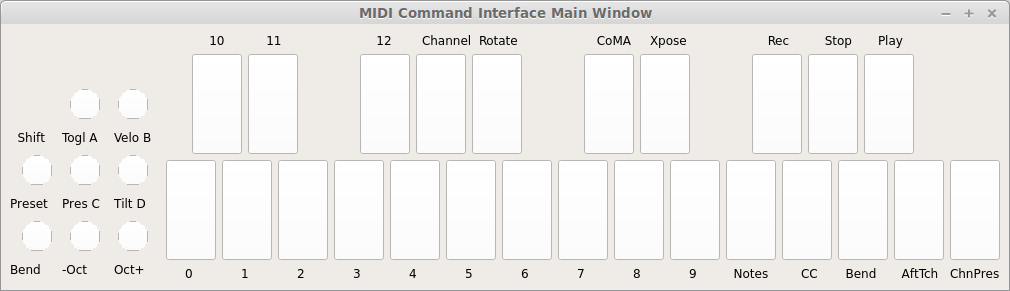 MIDI Command Interface Main Window
10 11 12 Channel Rotate CoMA Xpose Rec Stop Play
Shift Togl A Velo B
Preset Pres C Tilt D
Bend -Oct Oct+
0 1 2 3 4 5 6 7 8 9 Notes CC Bend AftTch ChnPres